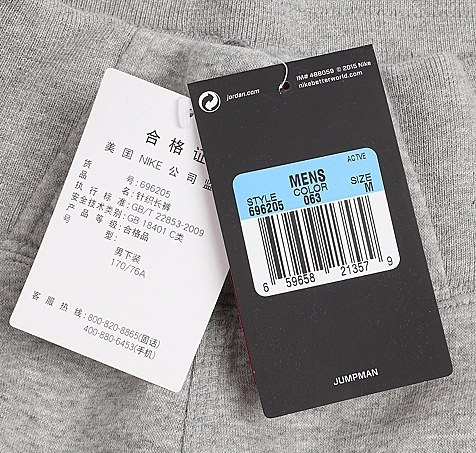 合格证
美国 NIKE 公司监
货 号:696205
品 名:针织长裤
执行标准:GB/T 22853-2009
安全技术类别:GB 18401 C类
产品等级:合格品
号 型:
男下装
170/76A
客服热线:800-820-8865(固话)
400-880-6453(手机)
jordan.com
IM# 488059 © 2015 Nike
nikebetterworld.com
ACTVE
MENS
STYLE COLOR SIZE
696205 063 M
6 59658 21357 9
JUMPMAN